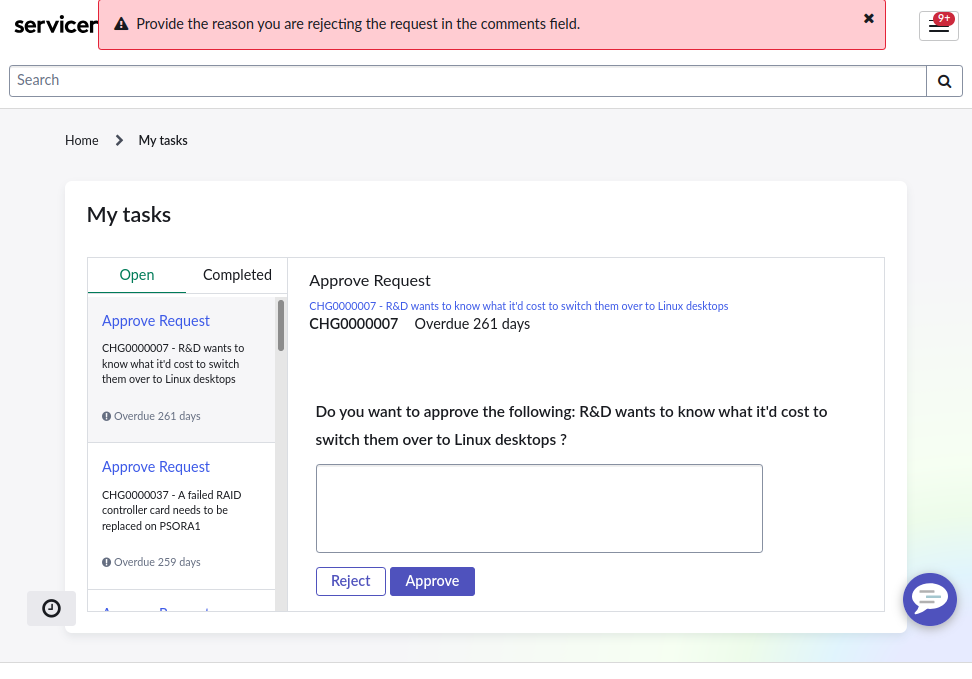 servicer
Provide the reason you are rejecting the request in the comments field.
9+
Search
Home
My tasks
My tasks
Open
Completed
Approve Request
CHG0000007 - R&D wants to
know what it'd cost to switch
them over to Linux desktops
Overdue 261 days
Approve Request
CHG0000037 - A failed RAID
controller card needs to be
replaced on PSORA1
Overdue 259 days
Approve Request
CHG0000007 - R&D wants to know what it'd cost to switch them over to Linux desktops
CHG0000007 Overdue 261 days
Do you want to approve the following: R&D wants to know what it'd cost to
switch them over to Linux desktops ?
Reject
Approve